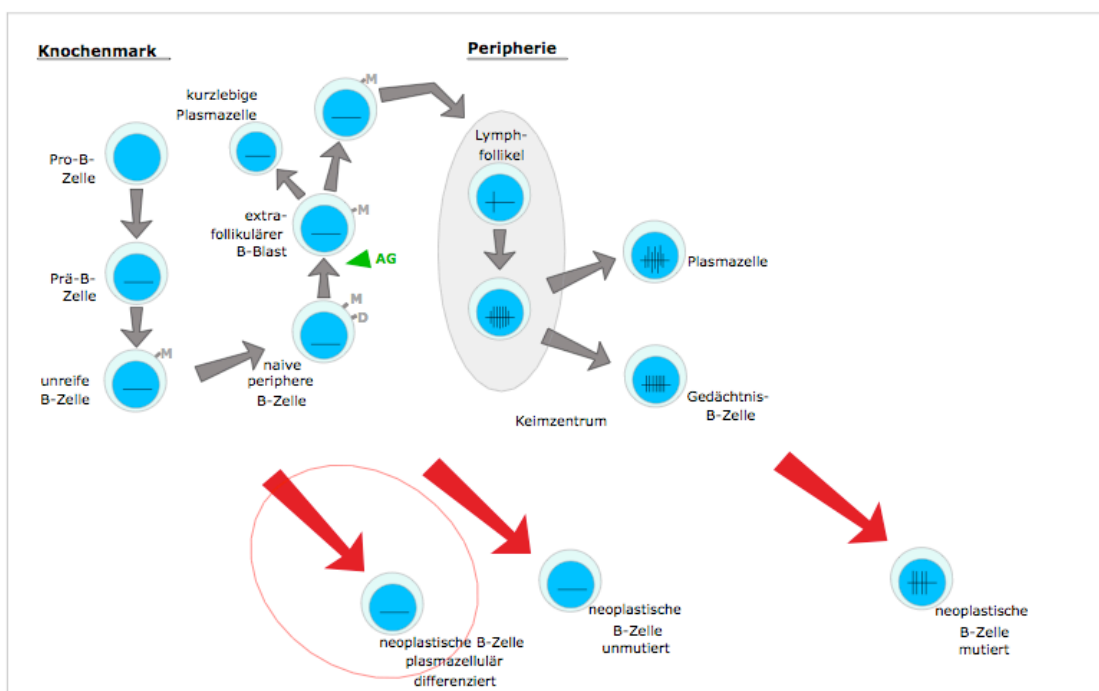 Knochenmark
Peripherie
kurzlebige
Plasmazelle
M
Lymph-
follikel
Pro-B-
Zelle
extra-
follikulärer
B-Blast
M
AG
Plasmazelle
Prä-B-
Zelle
M
D
M
unreife
B-Zelle
naive
periphere
B-Zelle
Gedächtnis-
B-Zelle
Keimzentrum
neoplastische B-Zelle
plasmazellulär
differenziert
neoplastische
B-Zelle
unmutiert
neoplastische
B-Zelle
mutiert